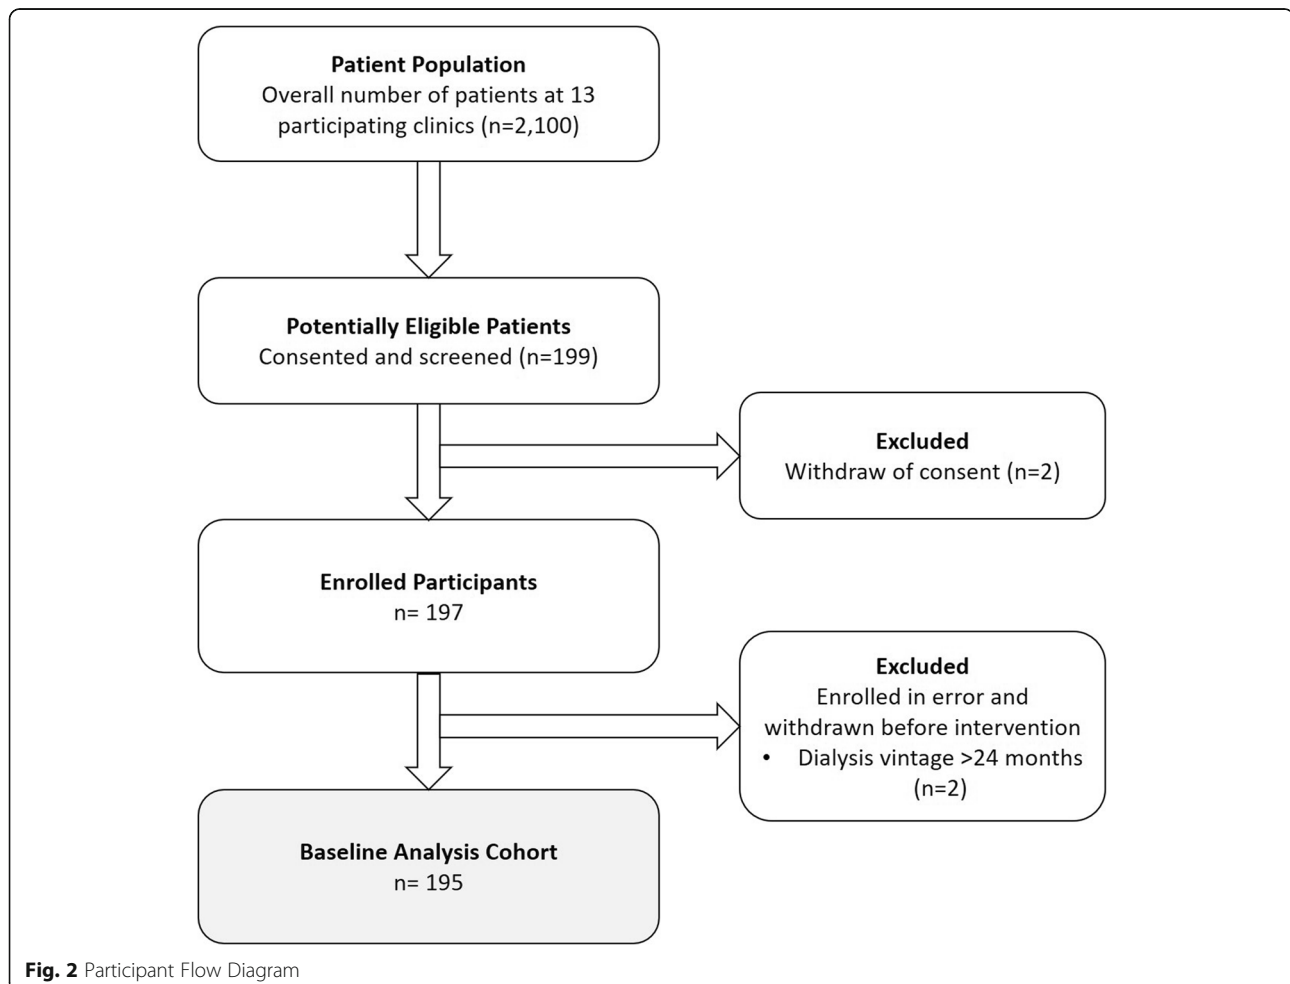 Patient Population
Overall number of patients at 13
participating clinics (n=2,100)
Potentially Eligible Patients
Consented and screened (n=199)
Excluded
Withdraw of consent (n=2)
Enrolled Participants
n= 197
Excluded
Enrolled in error and
withdrawn before intervention
• Dialysis vintage >24 months
(n=2)
Baseline Analysis Cohort
n= 195
Fig. 2 Participant Flow Diagram